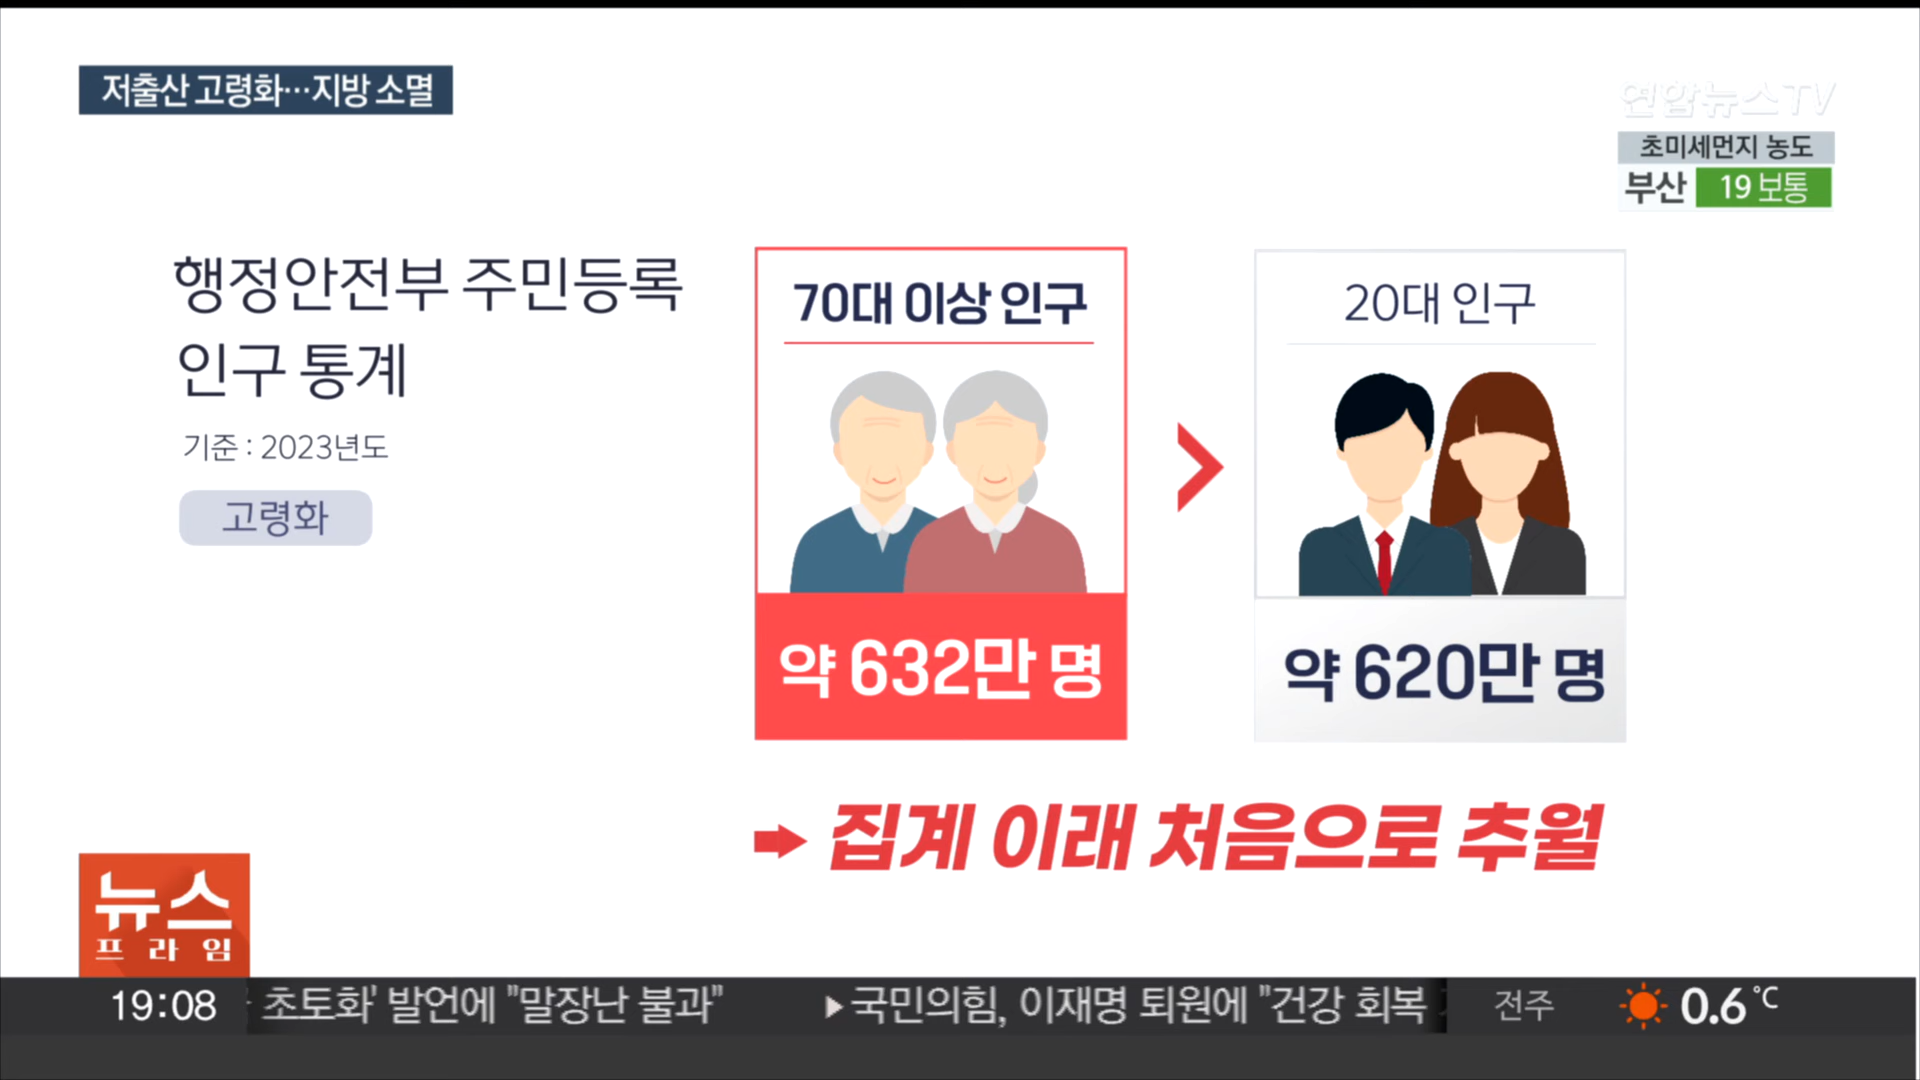 저출산 고령화…지방 소멸
연합뉴스TV
초미세먼지 농도
부산 19 보통
행정안전부 주민등록
인구 통계
기준 : 2023년도
고령화
70대 이상 인구
약 632만 명
>
20대 인구
약 620만 명
집계 이래 처음으로 추월
뉴스
프라임
19:08
초토화' 발언에 "말장난 불과"
▶국민의힘, 이재명 퇴원에 "건강 회복
전주 0.6℃